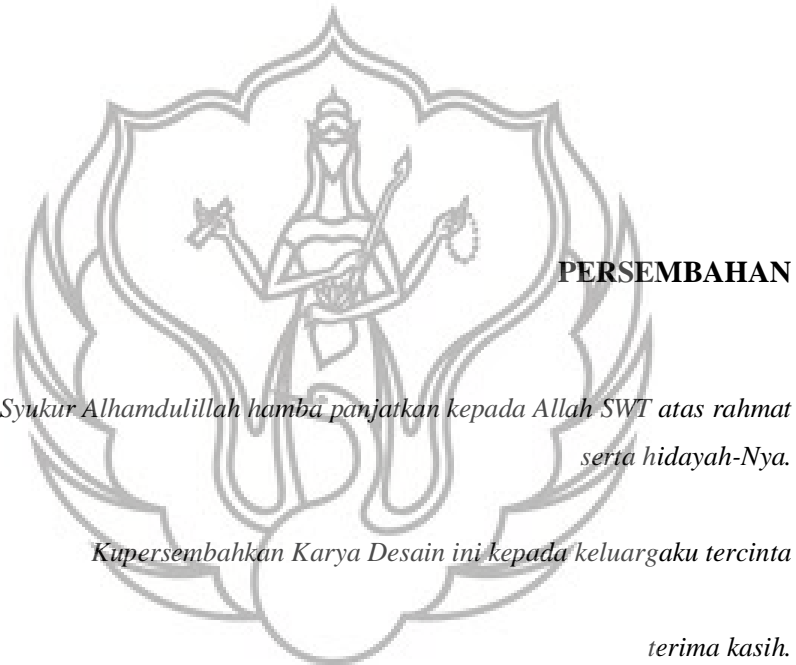 PERSEMBAHAN
Syukur Alhamdulillah hamba panjatkan kepada Allah SWT atas rahmat
serta hidayah-Nya.
Kupersembahkan Karya Desain ini kepada keluargaku tercinta
terima kasih.